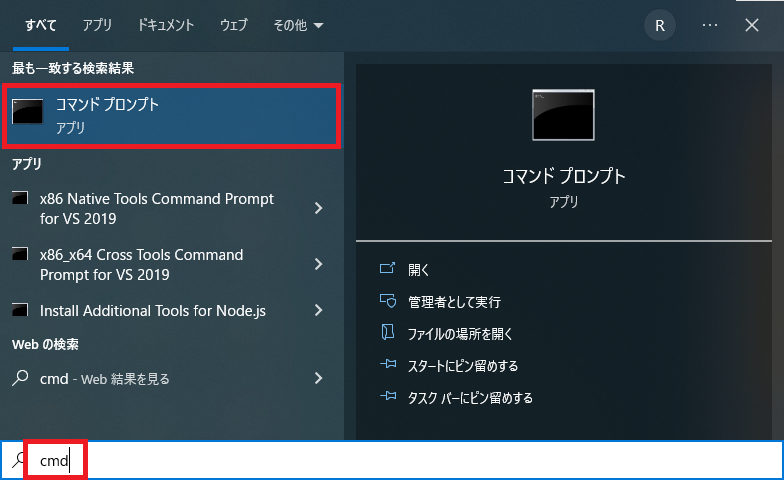 すべて アプリ ドキュメント ウェブ その他 R ...
最も一致する検索結果
コマンド プロンプト
アプリ
アプリ
x86 Native Tools Command Prompt
for VS 2019
x86_x64 Cross Tools Command
Prompt for VS 2019
Install Additional Tools for Node.js
Web の検索
cmd - Web 結果を見る
コマンド プロンプト
アプリ
開く
管理者として実行
ファイルの場所を開く
スタートにピン留めする
タスク バーにピン留めする
cmd